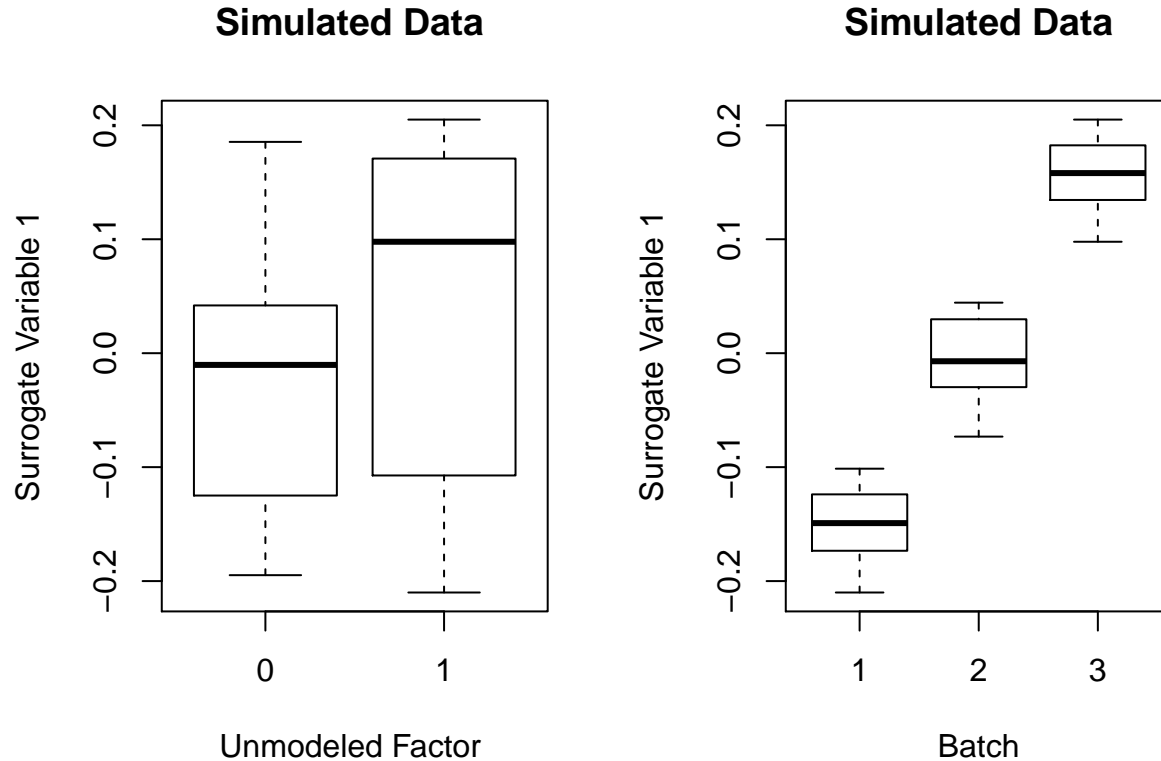 Simulated Data
Surrogate Variable 1
0.2
0.1
0.0
−0.1
−0.2
0 1
Unmodeled Factor
Simulated Data
Surrogate Variable 1
0.2
0.1
0.0
−0.1
−0.2
1 2 3
Batch